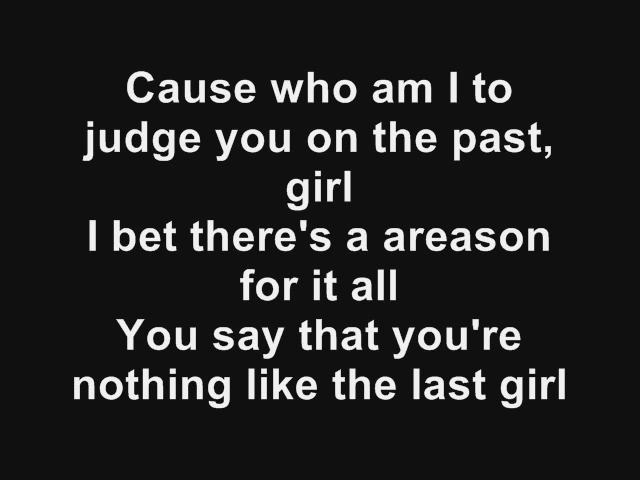 Cause who am I to
judge you on the past,
girl
I bet there's a areason
for it all
You say that you're
nothing like the last girl